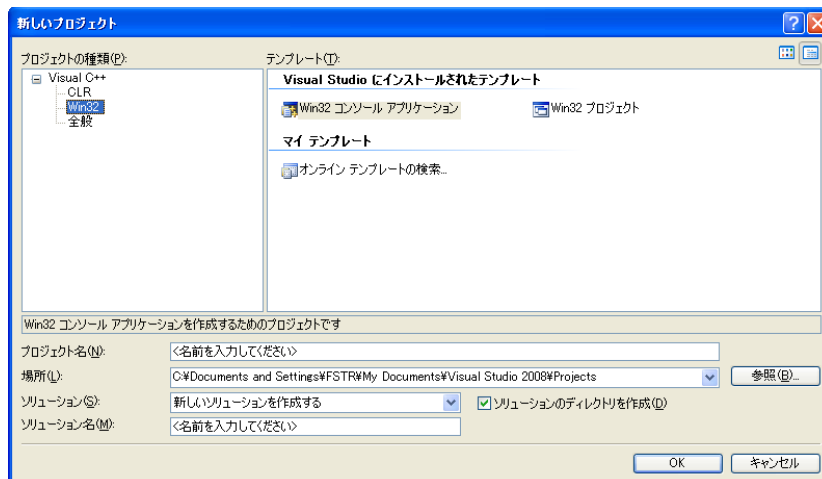 新しいプロジェクト
プロジェクトの種類(P):
テンプレート(T):
Visual C++
CLR
Win32
全般
Visual Studio にインストールされたテンプレート
Win32 コンソール アプリケーション
Win32 プロジェクト
マイ テンプレート
オンライン テンプレートの検索...
Win32 コンソール アプリケーションを作成するためのプロジェクトです
プロジェクト名(N):
<名前を入力してください>
場所(L):
C:¥Documents and Settings¥FSTR¥My Documents¥Visual Studio 2008¥Projects
参照(B)...
ソリューション(S):
新しいソリューションを作成する
ソリューションのディレクトリを作成(D)
ソリューション名(M):
<名前を入力してください>
OK
キャンセル